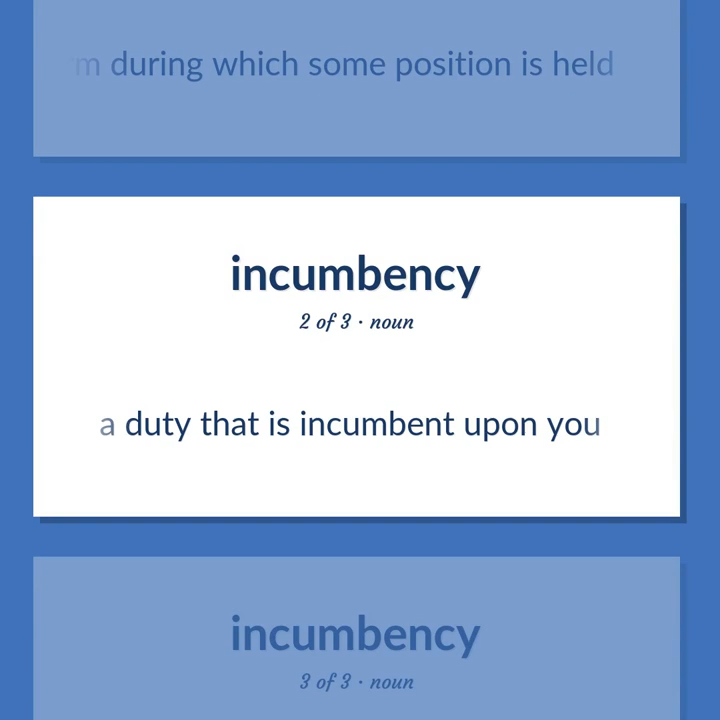 during which some position is held
incumbency
2 of 3 · noun
a duty that is incumbent upon you
incumbency
3 of 3 · noun